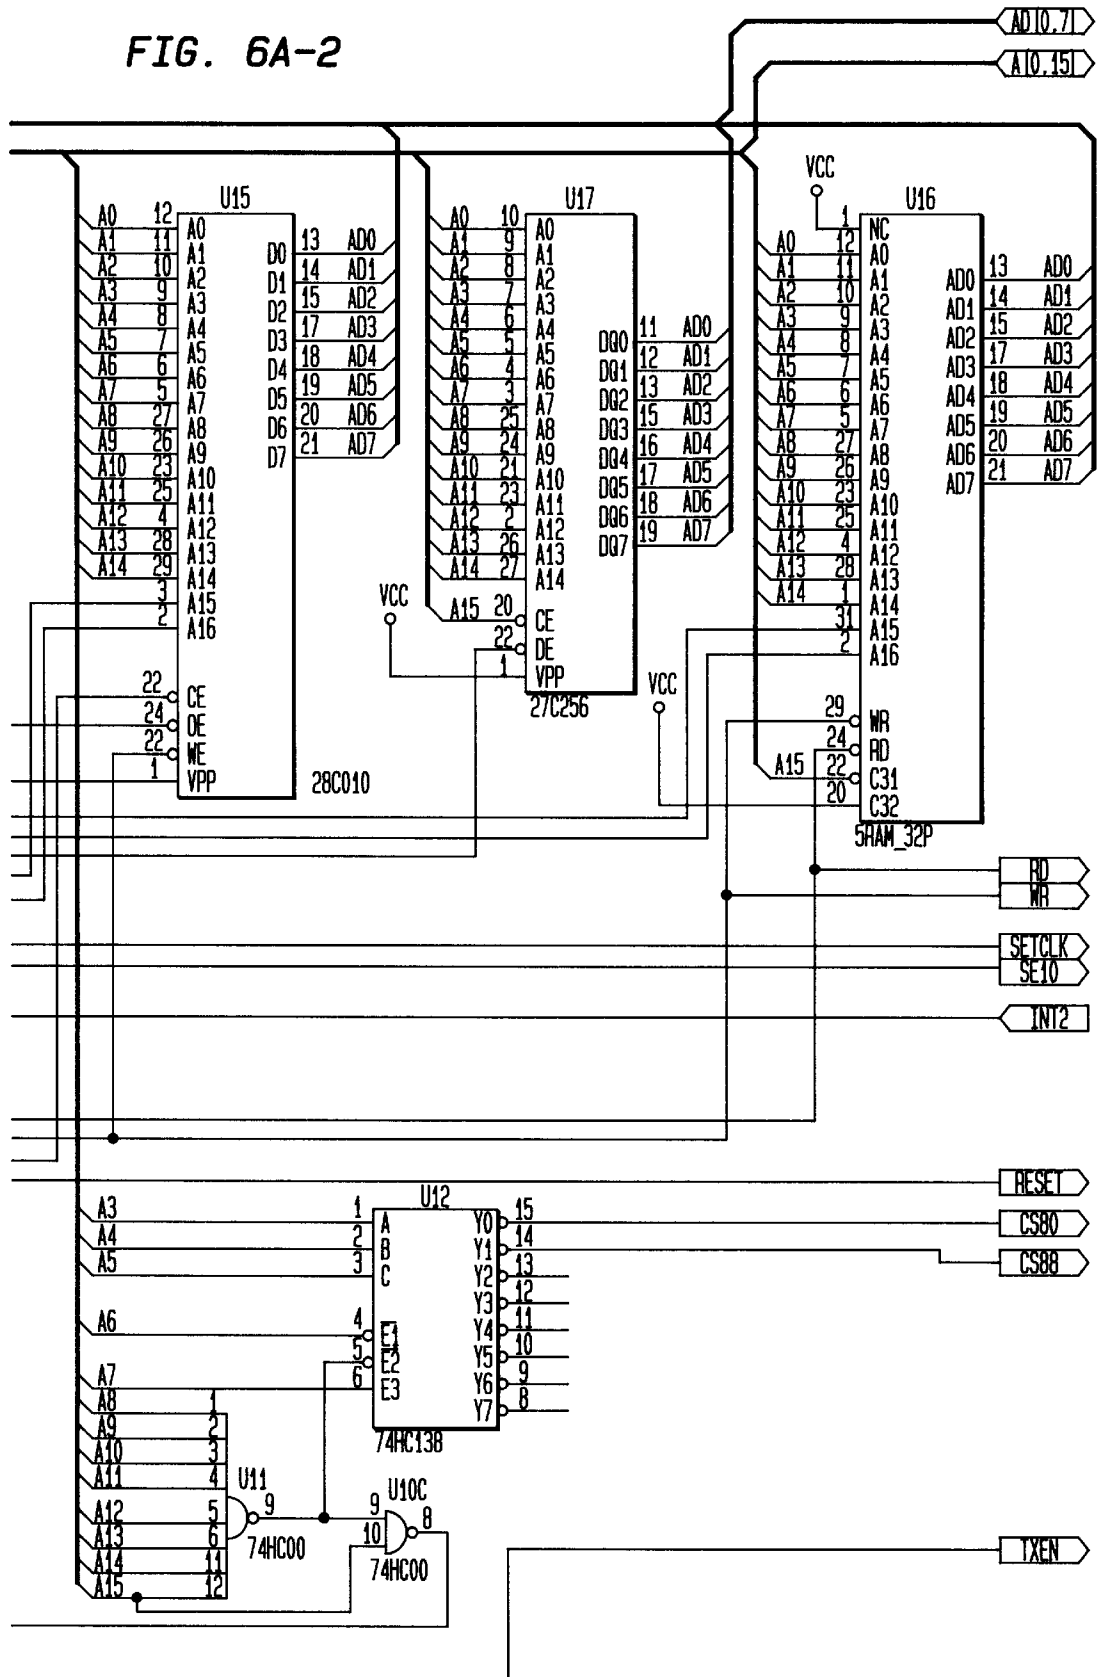 FIG. 6A-2
AD[0.7]
A[0.15]
U15
A0 12 A0
A1 11 A1
A2 10 A2
A3 9 A3
A4 8 A4
A5 7 A5
A6 6 A6
A7 5 A7
A8 27 A8
A9 26 A9
A10 23 A10
A11 25 A11
A12 4 A12
A13 28 A13
A14 29 A14
3 A15
2 A16
22 CE
24 OE
22 WE
1 VPP
D0 13 AD0
D1 14 AD1
D2 15 AD2
D3 17 AD3
D4 18 AD4
D5 19 AD5
D6 20 AD6
D7 21 AD7
28C010
U17
A0 10 A0
A1 9 A1
A2 8 A2
A3 7 A3
A4 6 A4
A5 5 A5
A6 4 A6
A7 3 A7
A8 25 A8
A9 24 A9
A10 21 A10
A11 23 A11
A12 2 A12
A13 26 A13
A14 27 A14
A15 20 CE
22 OE
VCC
1 VPP
DQ0 11 AD0
DQ1 12 AD1
DQ2 13 AD2
DQ3 15 AD3
DQ4 16 AD4
DQ5 17 AD5
DQ6 18 AD6
DQ7 19 AD7
27C256
VCC
U16
1 NC
A0 12 A0
A1 11 A1
A2 10 A2
A3 9 A3
A4 8 A4
A5 7 A5
A6 6 A6
A7 5 A7
A8 27 A8
A9 26 A9
A10 23 A10
A11 25 A11
A12 4 A12
A13 28 A13
A14 1 A14
31 A15
2 A16
VCC
29 WR
24 RD
A15 22 C31
20 C32
AD0 13 AD0
AD1 14 AD1
AD2 15 AD2
AD3 17 AD3
AD4 18 AD4
AD5 19 AD5
AD6 20 AD6
AD7 21 AD7
5RAM_32P
RD
WR
SETCLK
SE10
INT2
RESET
CS80
CS88
U12
A3 1 A
A4 2 B
A5 3 C
A6 4 E1
5 E2
A7 6 E3
Y0 15
Y1 14
Y2 13
Y3 12
Y4 11
Y5 10
Y6 9
Y7 8
74HC138
A8 1
A9 2
A10 3
A11 4
A12 5
A13 6
A14 11
A15 12
U11
9
74HC00
U10C
9
10
8
74HC00
TXEN